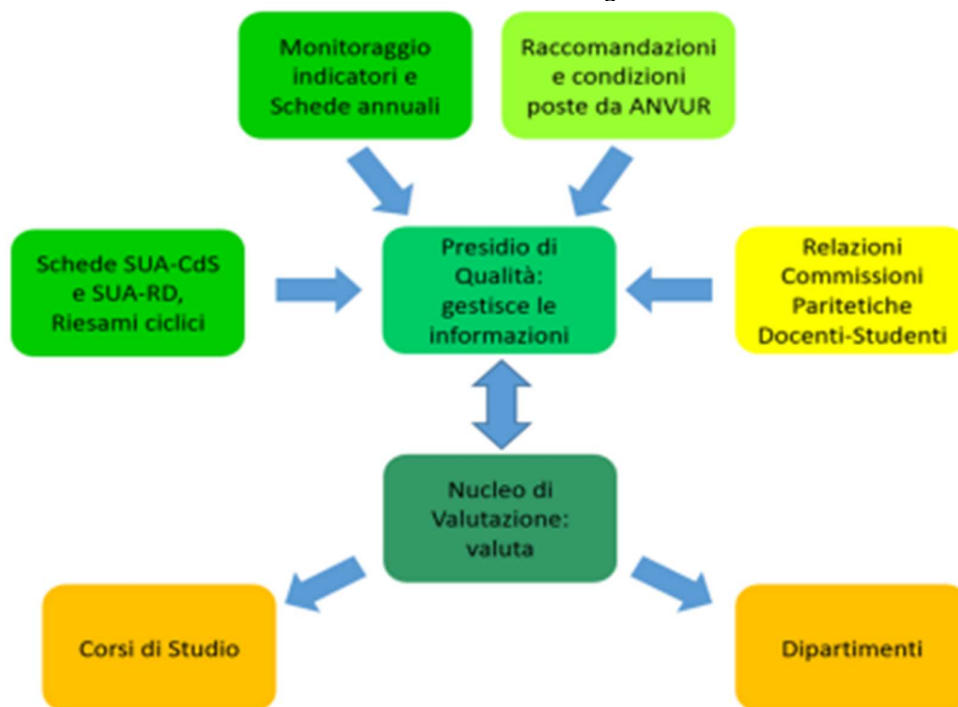 Monitoraggio
indicatori e
Schede annuali
Raccomandazioni
e condizioni
poste da ANVUR
Schede SUA-CdS
e SUA-RD,
Riesami ciclici
Presidio di
Qualità:
gestisce le
informazioni
Relazioni
Commissioni
Paritetiche
Docenti-Studenti
Nucleo di
Valutazione:
valuta
Corsi di Studio
Dipartimenti